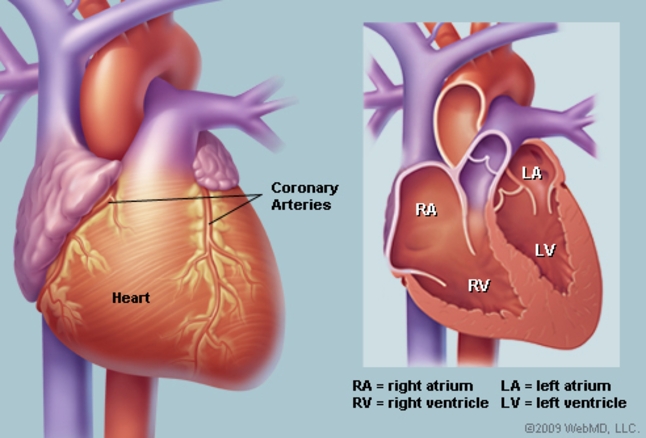 Coronary
Arteries
Heart
RA
LA
LV
RV
RA = right atrium LA = left atrium
RV = right ventricle LV = left ventricle
©2009 WebMD, LLC.